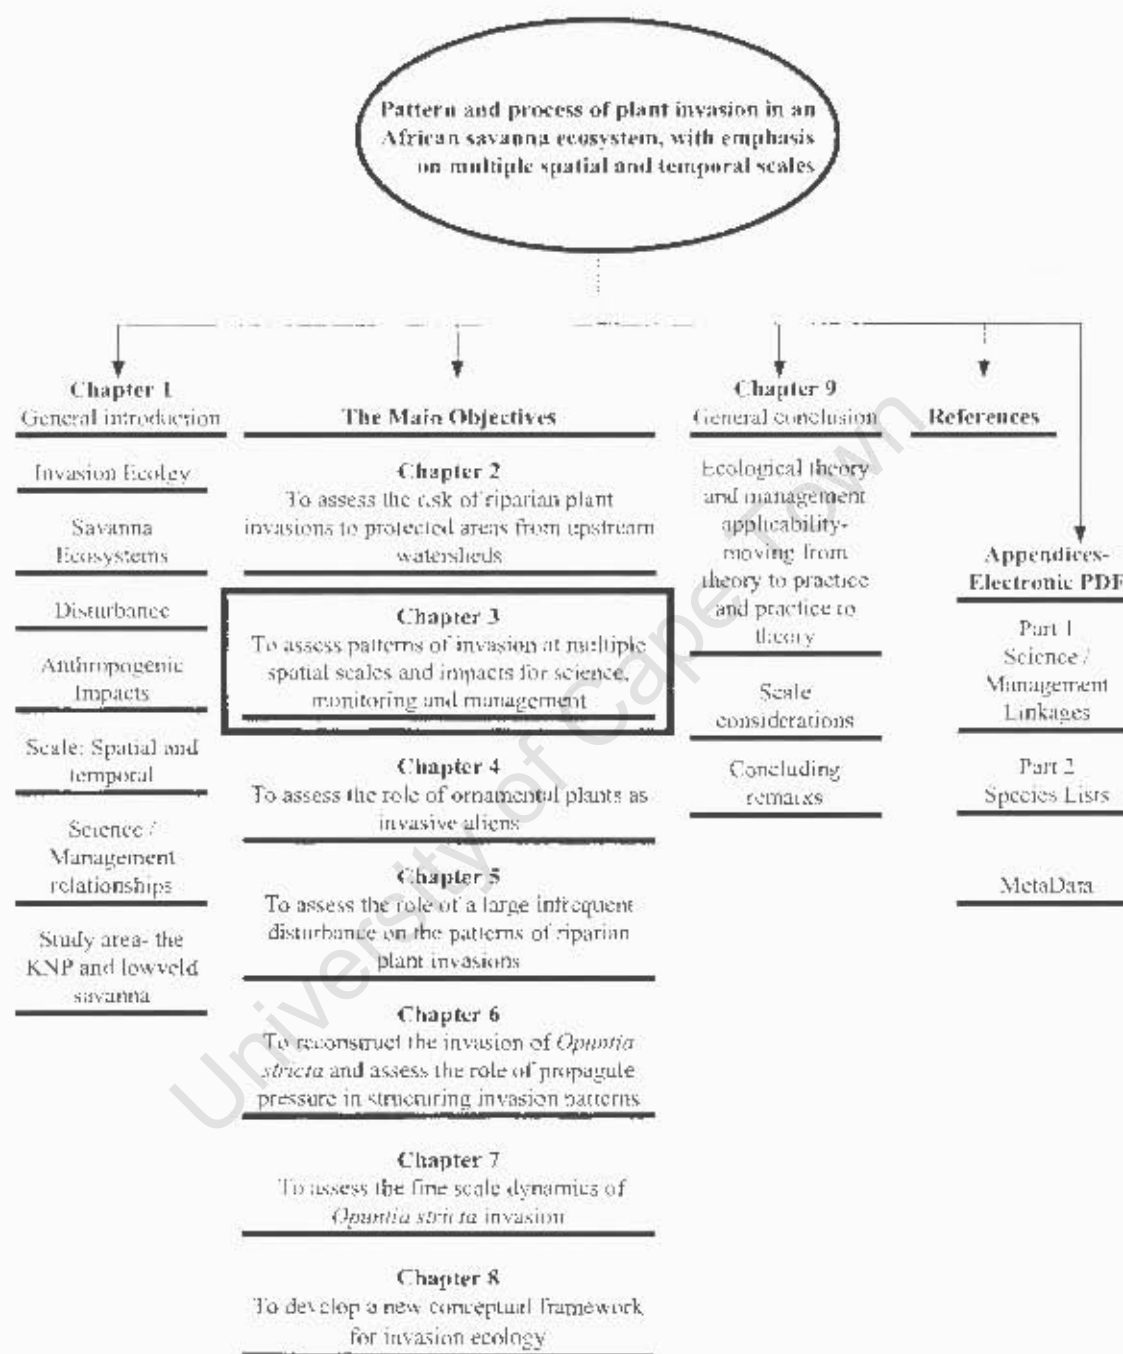 Pattern and process of plant invasion in an
African savanna ecosystem, with emphasis
on multiple spatial and temporal scales
Chapter 1
General introduction
Invasion Ecolgy
Savanna
Ecosystems
Disturbance
Anthropogenic
Impacts
Scale: Spatial and
temporal
Science /
Management
relationships
Study area- the
KNP and lowveld
savanna
The Main Objectives
Chapter 2
To assess the risk of riparian plant
invasions to protected areas from upstream
watersheds
Chapter 3
To assess patterns of invasion at multiple
spatial scales and impacts for science,
monitoring and management
Chapter 4
To assess the role of ornamental plants as
invasive aliens
Chapter 5
To assess the role of a large infrequent
disturbance on the patterns of riparian
plant invasions
Chapter 6
To reconstruct the invasion of Opuntia
stricta and assess the role of propagule
pressure in structuring invasion patterns
Chapter 7
To assess the fine scale dynamics of
Opuntia stricta invasion
Chapter 8
To develop a new conceptual framework
for invasion ecology
Chapter 9
General conclusion
Ecological theory
and management
applicability-
moving from
theory to practice
and practice to
theory
Scale
considerations
Concluding
remarks
References
Appendices-
Electronic PDF
Part 1
Science /
Management
Linkages
Part 2
Species Lists
MetaData
University of Cape Town